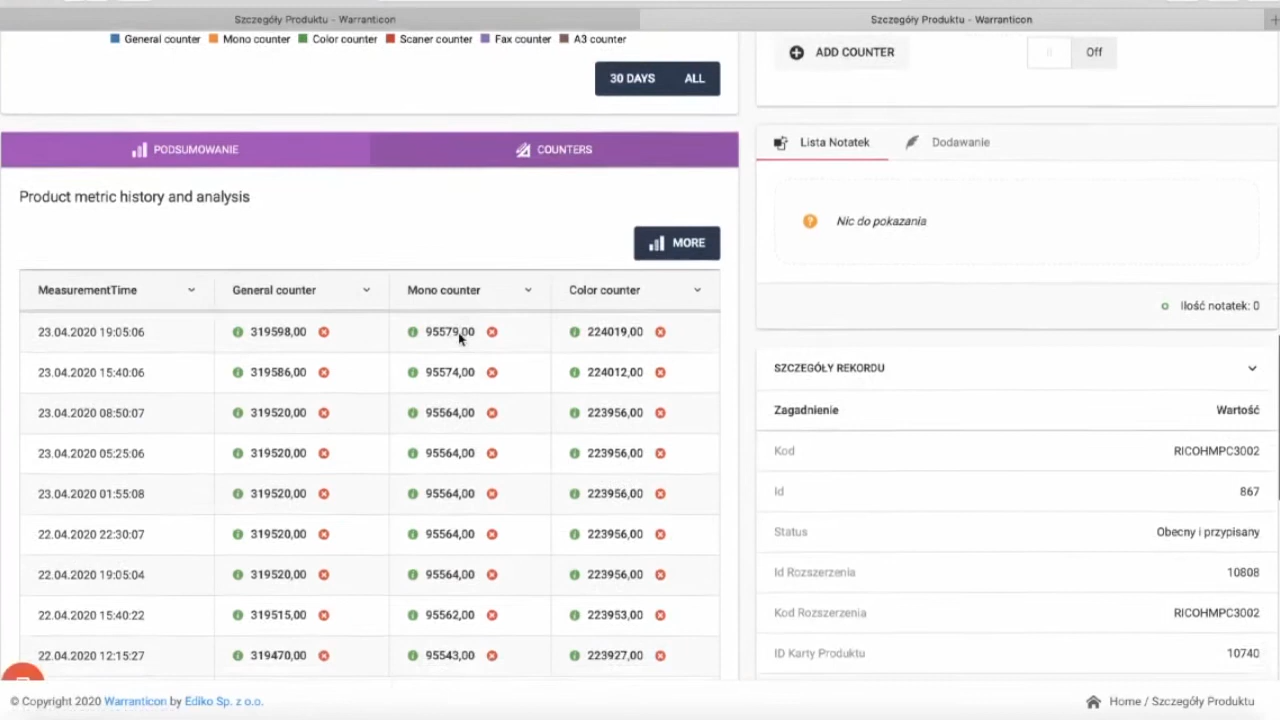 Szczegóły Produktu - Warranticon
Szczegóły Produktu - Warranticon
General counter Mono counter Color counter Scaner counter Fax counter A3 counter
30 DAYS ALL
PODSUMOWANIE COUNTERS
Product metric history and analysis
MORE
MeasurementTime General counter Mono counter Color counter
23.04.2020 19:05:06 319598,00 95579,00 224019,00
23.04.2020 15:40:06 319586,00 95574,00 224012,00
23.04.2020 08:50:07 319520,00 95564,00 223956,00
23.04.2020 05:25:06 319520,00 95564,00 223956,00
23.04.2020 01:55:08 319520,00 95564,00 223956,00
22.04.2020 22:30:07 319520,00 95564,00 223956,00
22.04.2020 19:05:04 319520,00 95564,00 223956,00
22.04.2020 15:40:22 319515,00 95562,00 223953,00
22.04.2020 12:15:27 319470,00 95543,00 223927,00
ADD COUNTER Off
Lista Notatek Dodawanie
Nic do pokazania
Ilość notatek: 0
SZCZEGÓŁY REKORDU
Zagadnienie Wartość
Kod RICOHMPC3002
Id 867
Status Obecny i przypisany
Id Rozszerzenia 10808
Kod Rozszerzenia RICOHMPC3002
ID Karty Produktu 10740
© Copyright 2020 Warranticon by Ediko Sp. z o.o.
Home / Szczegóły Produktu